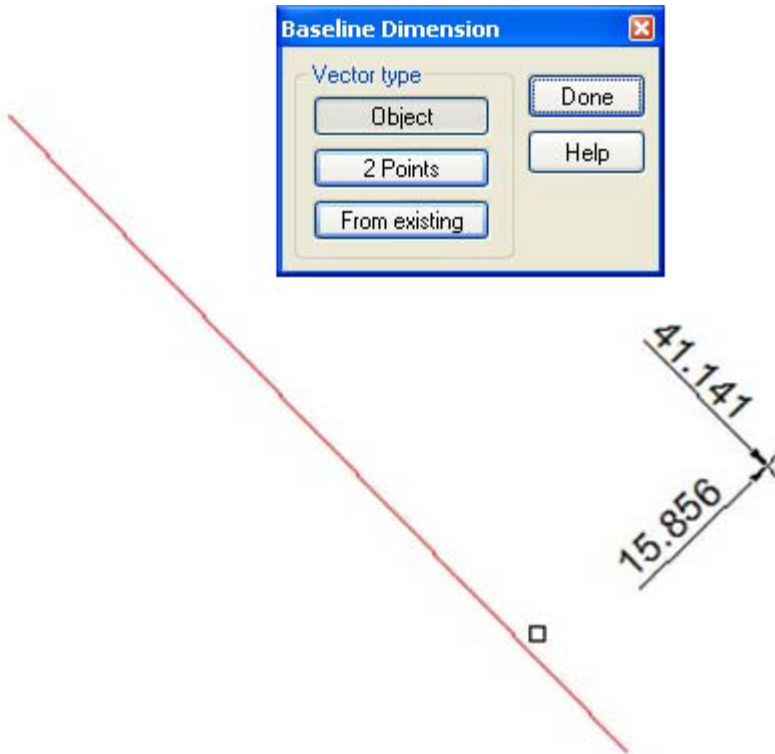 Baseline Dimension
Vector type
Object
2 Points
From existing
Done
Help
41.141
15.856